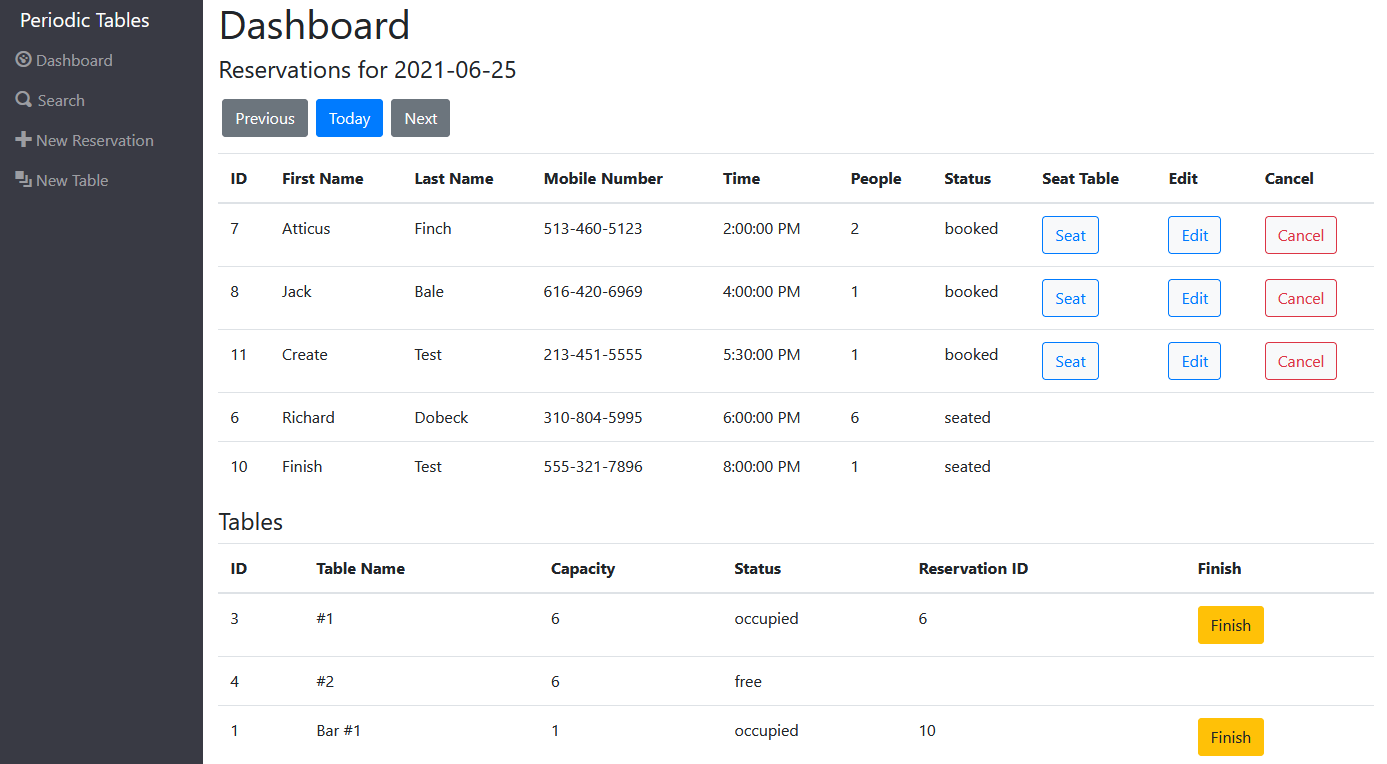 Periodic Tables
Dashboard
Search
New Reservation
New Table
Dashboard
Reservations for 2021-06-25
Previous Today Next
ID First Name Last Name Mobile Number Time People Status Seat Table Edit Cancel
7 Atticus Finch 513-460-5123 2:00:00 PM 2 booked Seat Edit Cancel
8 Jack Bale 616-420-6969 4:00:00 PM 1 booked Seat Edit Cancel
11 Create Test 213-451-5555 5:30:00 PM 1 booked Seat Edit Cancel
6 Richard Dobeck 310-804-5995 6:00:00 PM 6 seated
10 Finish Test 555-321-7896 8:00:00 PM 1 seated
Tables
ID Table Name Capacity Status Reservation ID Finish
3 #1 6 occupied 6 Finish
4 #2 6 free
1 Bar #1 1 occupied 10 Finish